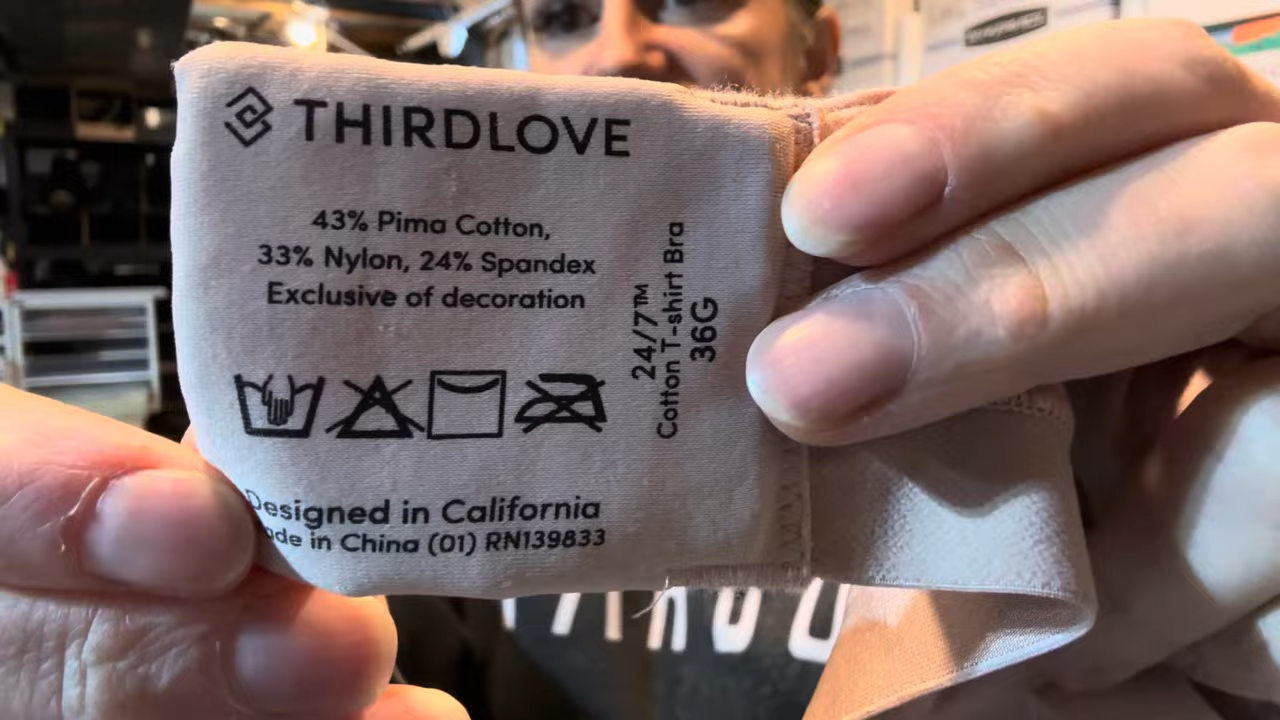 THIRDLOVE
43% Pima Cotton,
33% Nylon, 24% Spandex
Exclusive of decoration
24/7™
Cotton T-shirt Bra
36G
Designed in California
ade in China (01) RN139833